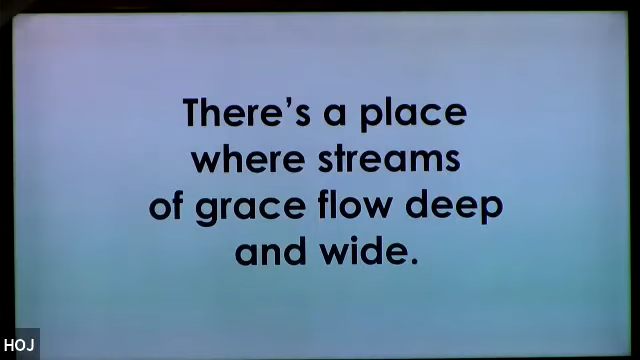 There's a place
where streams
of grace flow deep
and wide.
HOJ